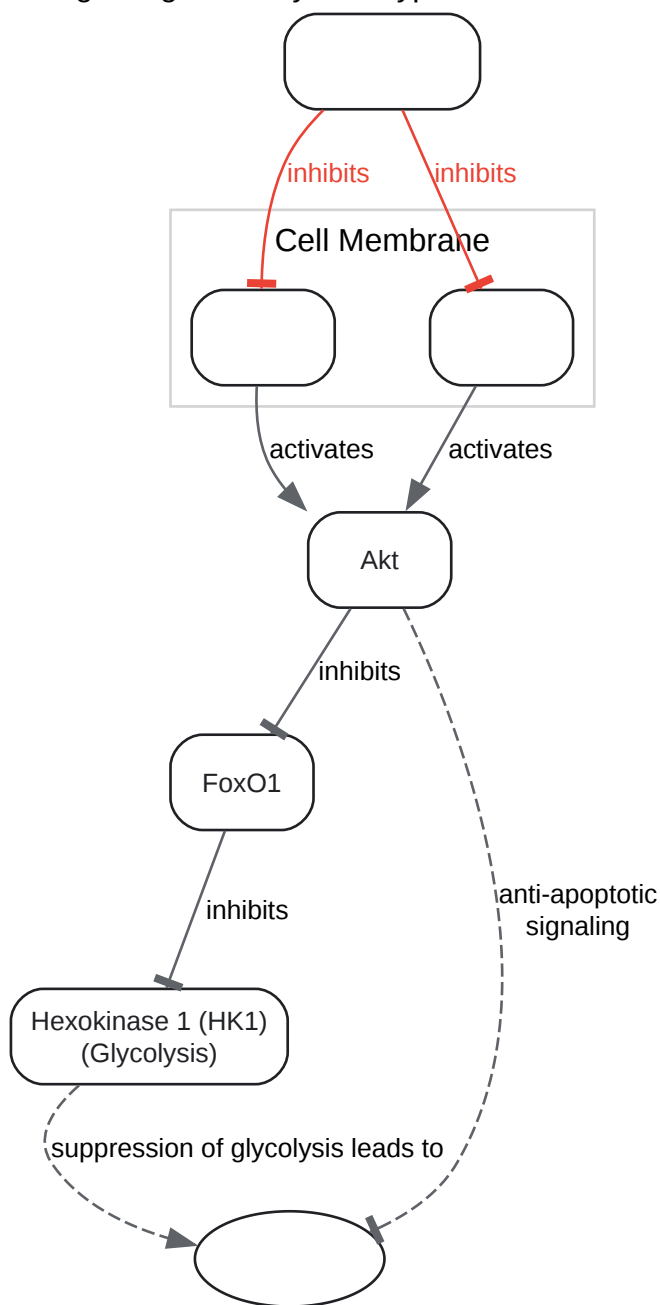 inhibits
inhibits
Cell Membrane
activates
activates
Akt
inhibits
FoxO1
inhibits
anti-apoptotic
signaling
Hexokinase 1 (HK1)
(Glycolysis)
suppression of glycolysis leads to